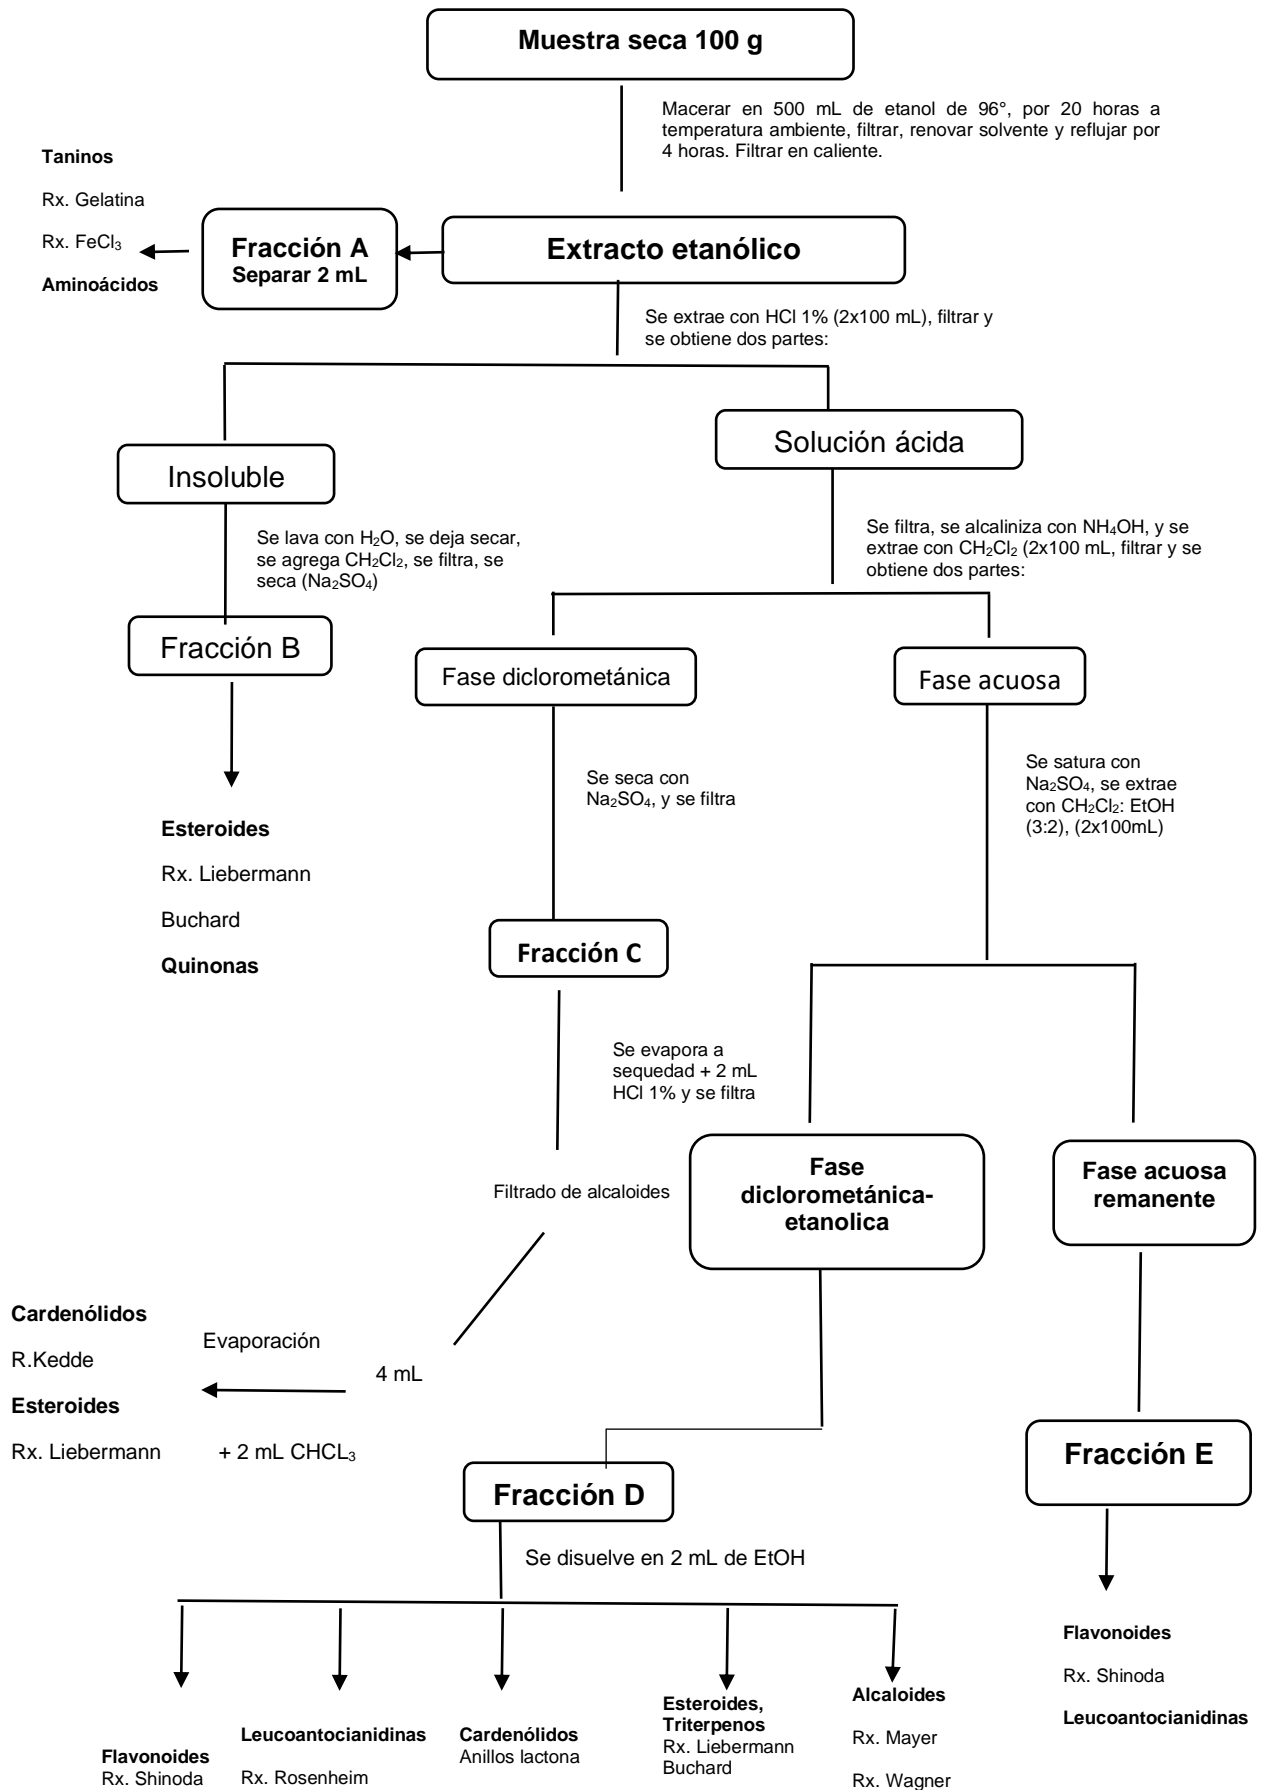 Muestra seca 100 g
Macerar en 500 mL de etanol de 96°, por 20 horas a
temperatura ambiente, filtrar, renovar solvente y reflujar por
4 horas. Filtrar en caliente.
Taninos
Rx. Gelatina
Rx. FeCl₃
Aminoácidos
Fracción A
Separar 2 mL
Extracto etanólico
Se extrae con HCl 1% (2x100 mL), filtrar y
se obtiene dos partes:
Insoluble
Solución ácida
Se lava con H₂O, se deja secar,
se agrega CH₂Cl₂, se filtra, se
seca (Na₂SO₄)
Se filtra, se alcaliniza con NH₄OH, y se
extrae con CH₂Cl₂ (2x100 mL, filtrar y se
obtiene dos partes:
Fracción B
Fase diclorometánica
Fase acuosa
Se seca con
Na₂SO₄, y se filtra
Se satura con
Na₂SO₄, se extrae
con CH₂Cl₂: EtOH
(3:2), (2x100mL)
Esteroides
Rx. Liebermann
Buchard
Quinonas
Fracción C
Se evapora a
sequedad + 2 mL
HCl 1% y se filtra
Filtrado de alcaloides
Fase
diclorometánica-
etanolica
Fase acuosa
remanente
Cardenólidos
R.Kedde
Esteroides
Rx. Liebermann
Evaporación
+ 2 mL CHCL₃
4 mL
Fracción D
Fracción E
Se disuelve en 2 mL de EtOH
Flavonoides
Rx. Shinoda
Leucoantocianidinas
Rx. Rosenheim
Cardenólidos
Anillos lactona
Esteroides,
Triterpenos
Rx. Liebermann
Buchard
Alcaloides
Rx. Mayer
Rx. Wagner
Flavonoides
Rx. Shinoda
Leucoantocianidinas